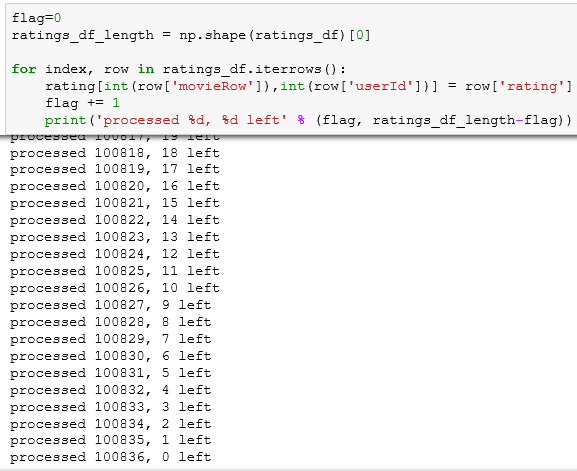 flag=0
ratings_df_length = np.shape(ratings_df)[0]
for index, row in ratings_df.iterrows():
    rating[int(row['movieRow']),int(row['userId'])] = row['rating']
    flag += 1
    print('processed %d, %d left' % (flag, ratings_df_length-flag))
processed 100817, 19 left
processed 100818, 18 left
processed 100819, 17 left
processed 100820, 16 left
processed 100821, 15 left
processed 100822, 14 left
processed 100823, 13 left
processed 100824, 12 left
processed 100825, 11 left
processed 100826, 10 left
processed 100827, 9 left
processed 100828, 8 left
processed 100829, 7 left
processed 100830, 6 left
processed 100831, 5 left
processed 100832, 4 left
processed 100833, 3 left
processed 100834, 2 left
processed 100835, 1 left
processed 100836, 0 left